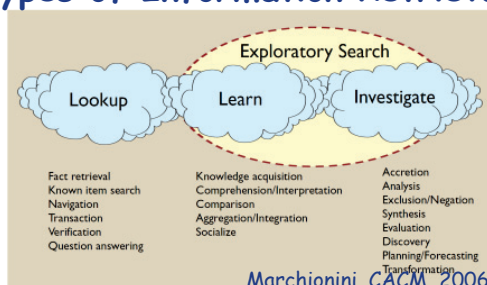 Exploratory Search
Lookup
Learn
Investigate
Fact retrieval
Known item search
Navigation
Transaction
Verification
Question answering
Knowledge acquisition
Comprehension/Interpretation
Comparison
Aggregation/Integration
Socialize
Accretion
Analysis
Exclusion/Negation
Synthesis
Evaluation
Discovery
Planning/Forecasting
Transformation
Marchionini, CACM, 2006